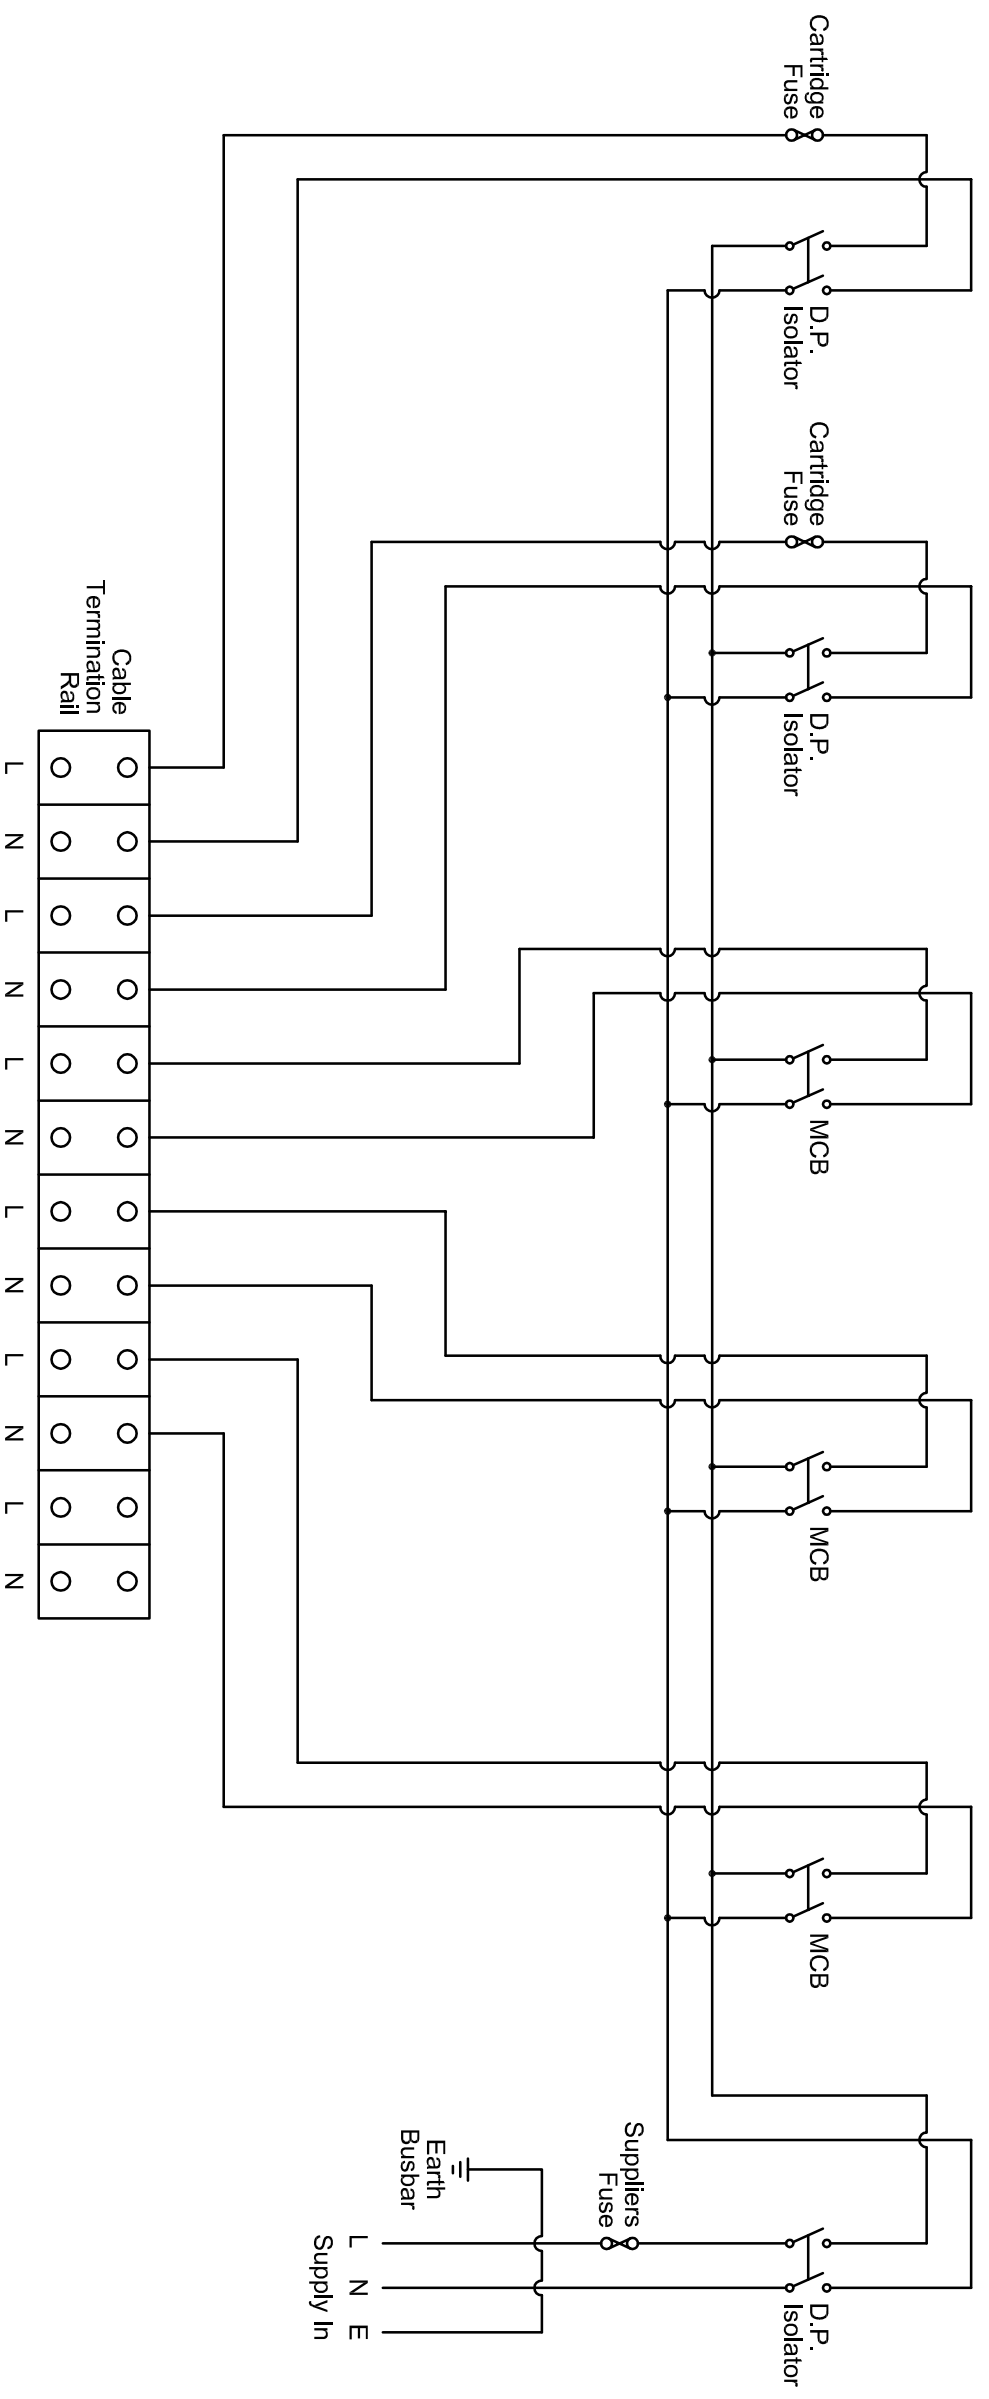 Cartridge
Fuse
D.P.
Isolator
Cartridge
Fuse
D.P.
Isolator
MCB
MCB
MCB
D.P.
Isolator
Suppliers
Fuse
Earth
Busbar
L N E
Supply In
Cable
Termination
Rail
L N L N L N L N L N L N